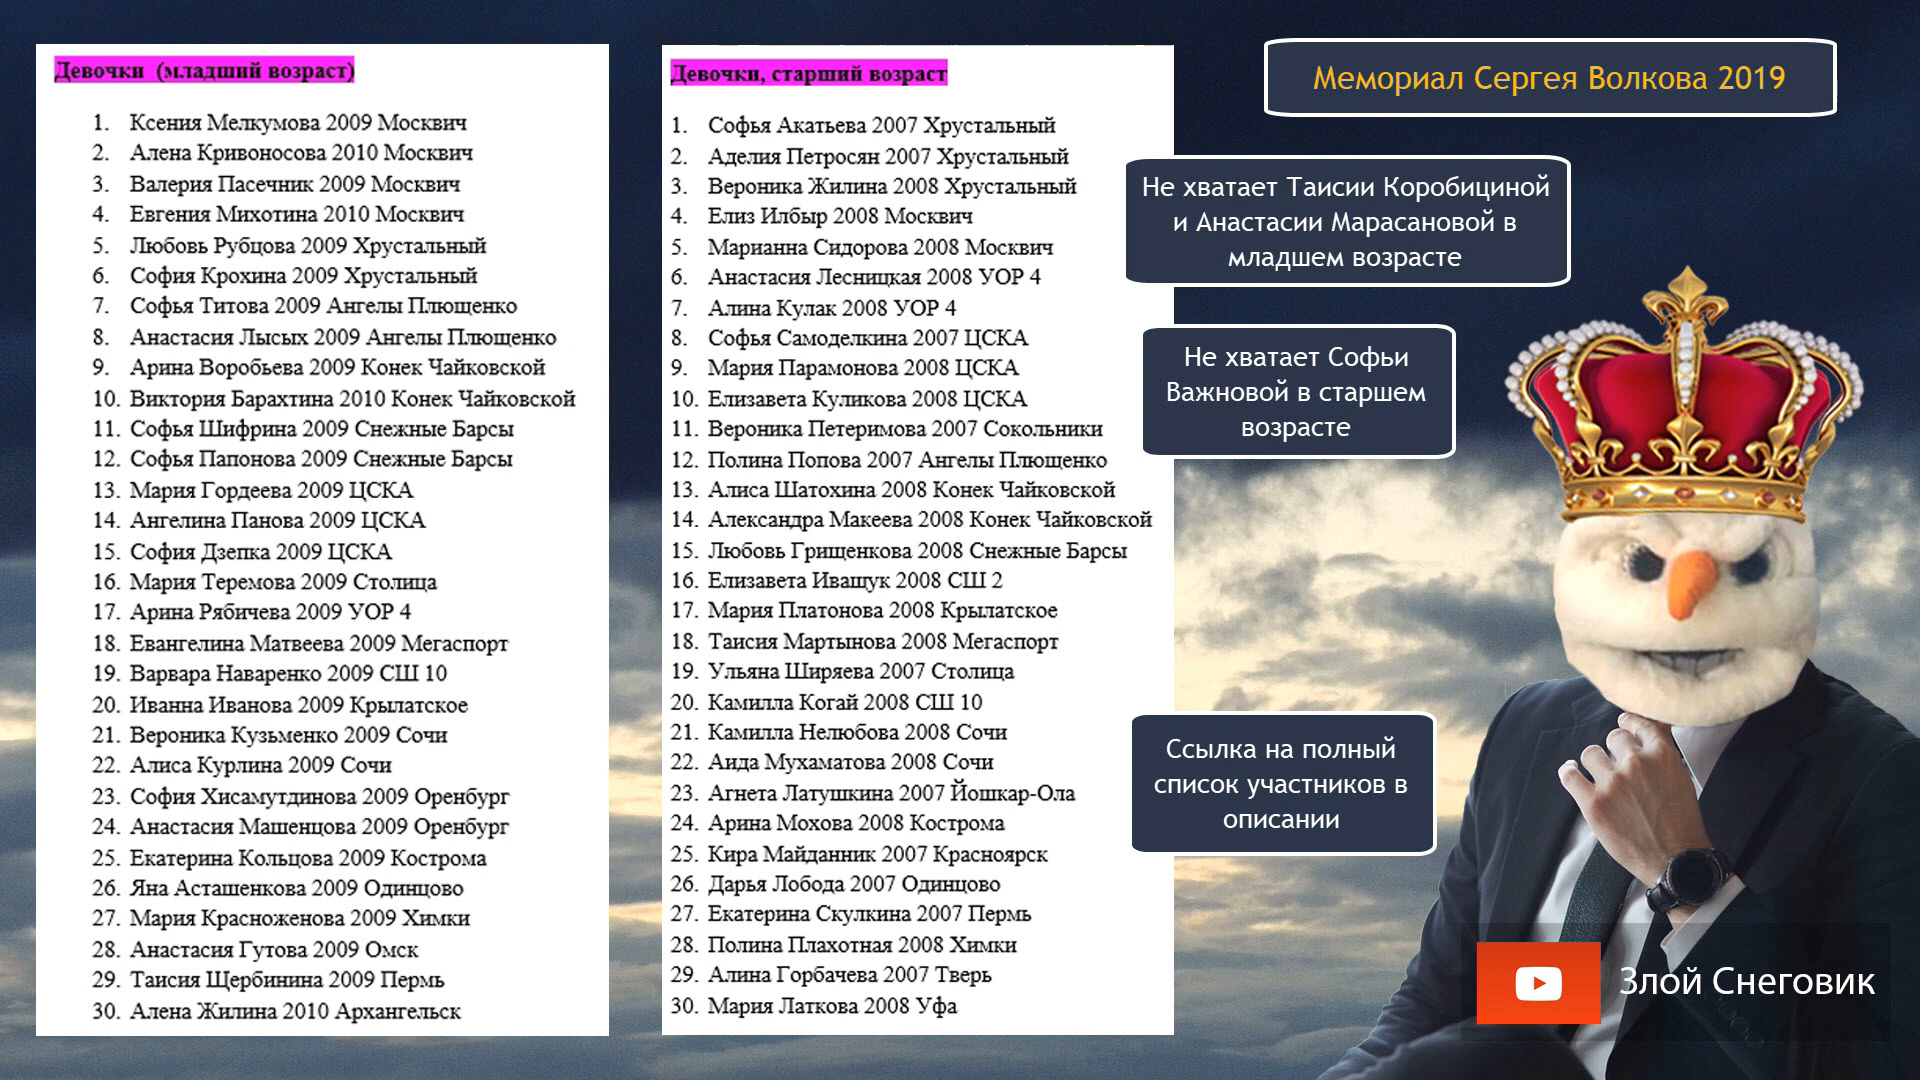 Девочки (младший возраст)
1. Ксения Мелкумова 2009 Москвич
2. Алена Кривоносова 2010 Москвич
3. Валерия Пасечник 2009 Москвич
4. Евгения Михотина 2010 Москвич
5. Любовь Рубцова 2009 Хрустальный
6. София Крохина 2009 Хрустальный
7. Софья Титова 2009 Ангелы Плющенко
8. Анастасия Лысых 2009 Ангелы Плющенко
9. Арина Воробьева 2009 Конек Чайковской
10. Виктория Барахтина 2010 Конек Чайковской
11. Софья Шифрина 2009 Снежные Барсы
12. Софья Папонова 2009 Снежные Барсы
13. Мария Гордеева 2009 ЦСКА
14. Ангелина Панова 2009 ЦСКА
15. София Дзепка 2009 ЦСКА
16. Мария Теремова 2009 Столица
17. Арина Рябичева 2009 УОР 4
18. Евангелина Матвеева 2009 Мегаспорт
19. Варвара Наваренко 2009 СШ 10
20. Иванна Иванова 2009 Крылатское
21. Вероника Кузьменко 2009 Сочи
22. Алиса Курлина 2009 Сочи
23. София Хисамутдинова 2009 Оренбург
24. Анастасия Машенцова 2009 Оренбург
25. Екатерина Кольцова 2009 Кострома
26. Яна Асташенкова 2009 Одинцово
27. Мария Красноженова 2009 Химки
28. Анастасия Гутова 2009 Омск
29. Таисия Щербинина 2009 Пермь
30. Алена Жилина 2010 Архангельск
Девочки, старший возраст
1. Софья Акатьева 2007 Хрустальный
2. Аделия Петросян 2007 Хрустальный
3. Вероника Жилина 2008 Хрустальный
4. Елиз Илбыр 2008 Москвич
5. Марианна Сидорова 2008 Москвич
6. Анастасия Лесницкая 2008 УОР 4
7. Алина Кулак 2008 УОР 4
8. Софья Самоделкина 2007 ЦСКА
9. Мария Парамонова 2008 ЦСКА
10. Елизавета Куликова 2008 ЦСКА
11. Вероника Петеримова 2007 Сокольники
12. Полина Попова 2007 Ангелы Плющенко
13. Алиса Шатохина 2008 Конек Чайковской
14. Александра Макеева 2008 Конек Чайковской
15. Любовь Грищенкова 2008 Снежные Барсы
16. Елизавета Иващук 2008 СШ 2
17. Мария Платонова 2008 Крылатское
18. Таисия Мартынова 2008 Мегаспорт
19. Ульяна Ширяева 2007 Столица
20. Камилла Когай 2008 СШ 10
21. Камилла Нелюбова 2008 Сочи
22. Аида Мухаматова 2008 Сочи
23. Агнета Латушкина 2007 Йошкар-Ола
24. Арина Мохова 2008 Кострома
25. Кира Майданник 2007 Красноярск
26. Дарья Лобода 2007 Одинцово
27. Екатерина Скулкина 2007 Пермь
28. Полина Плахотная 2008 Химки
29. Алина Горбачева 2007 Тверь
30. Мария Латкова 2008 Уфа
Мемориал Сергея Волкова 2019
Не хватает Таисии Коробициной
и Анастасии Марасановой в
младшем возрасте
Не хватает Софьи
Важновой в старшем
возрасте
Ссылка на полный
список участников в
описании
Злой Снеговик